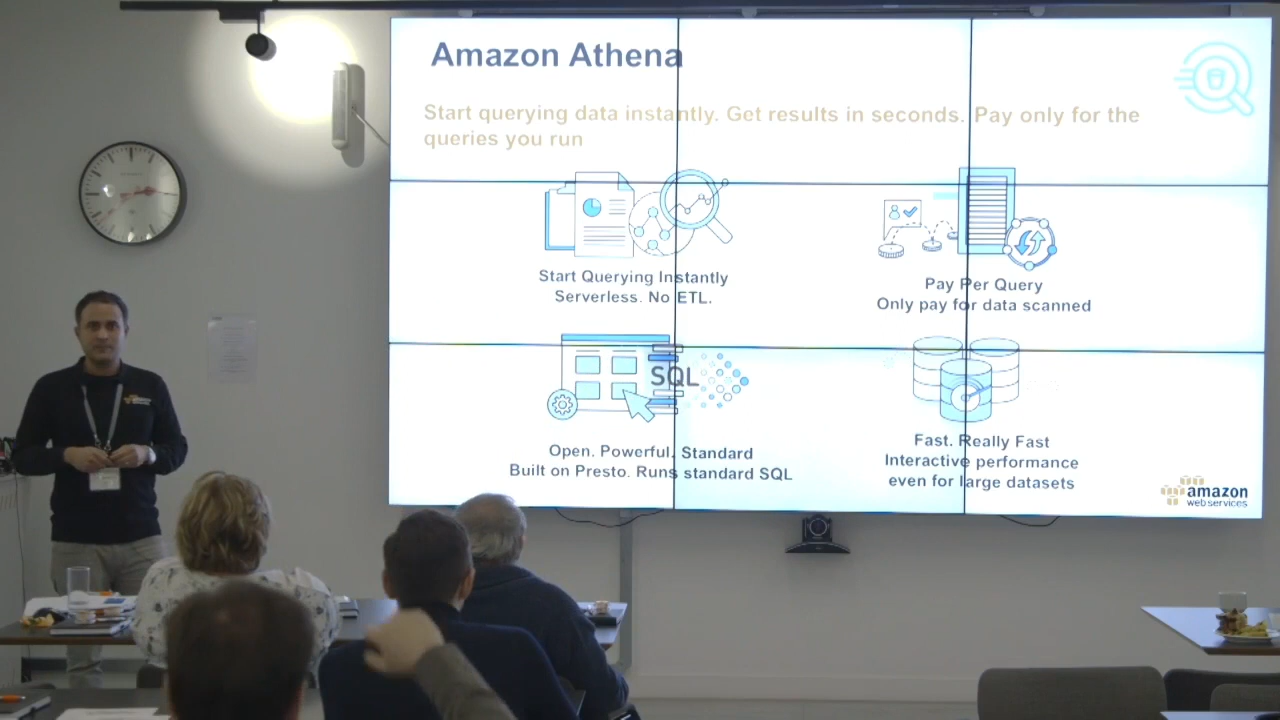 Amazon Athena
Start querying data instantly. Get results in seconds. Pay only for the
queries you run
Start Querying Instantly
Serverless. No ETL.
Pay Per Query
Only pay for data scanned
SQL
Open. Powerful. Standard
Built on Presto. Runs standard SQL
Fast. Really Fast
Interactive performance
even for large datasets
amazon
web services